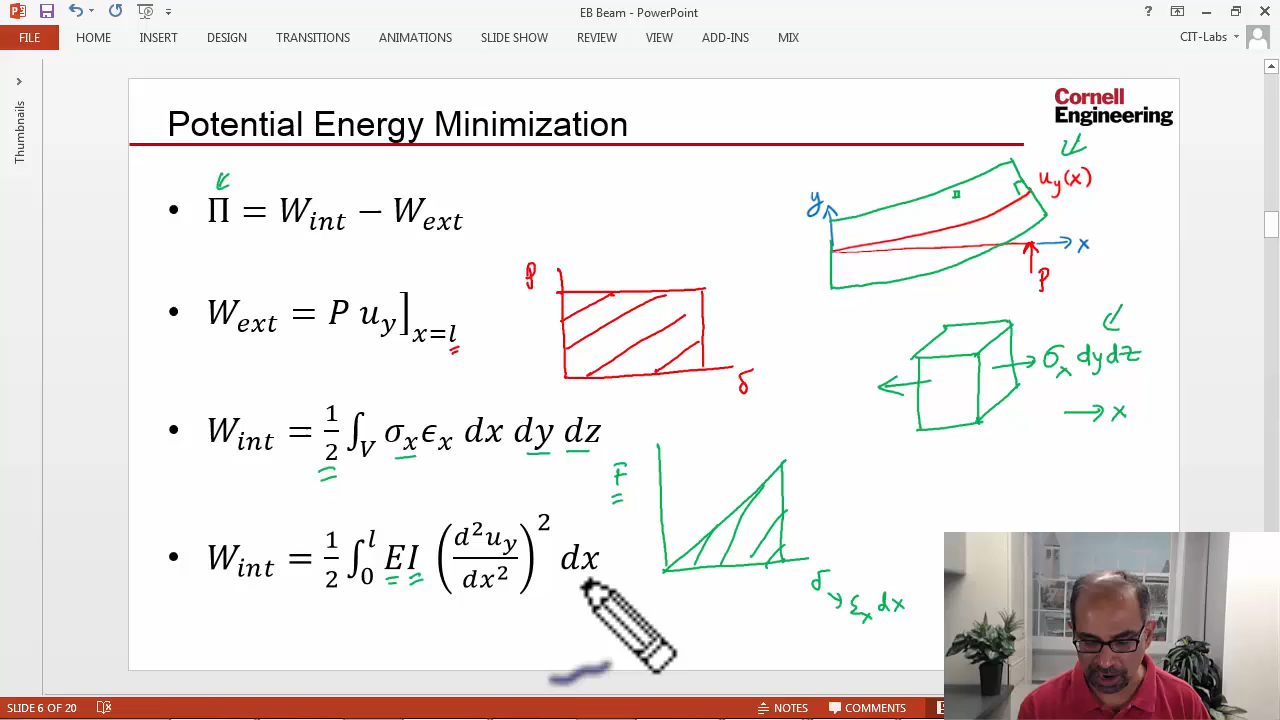 EB Beam - PowerPoint
?
FILE HOME INSERT DESIGN TRANSITIONS ANIMATIONS SLIDE SHOW REVIEW VIEW ADD-INS MIX
CIT-Labs
Thumbnails
Potential Energy Minimization
Cornell
Engineering
• Π = W_int − W_ext
• W_ext = P u_y]_{x=l}
• W_int = 1/2 ∫_V σ_x ϵ_x dx dy dz
• W_int = 1/2 ∫_0^l EI (d²u_y/dx²)² dx
y
u_y(x)
x
P
P
δ
σ_x dydz
x
F
δ
ε_x dx
SLIDE 6 OF 20
NOTES
COMMENTS